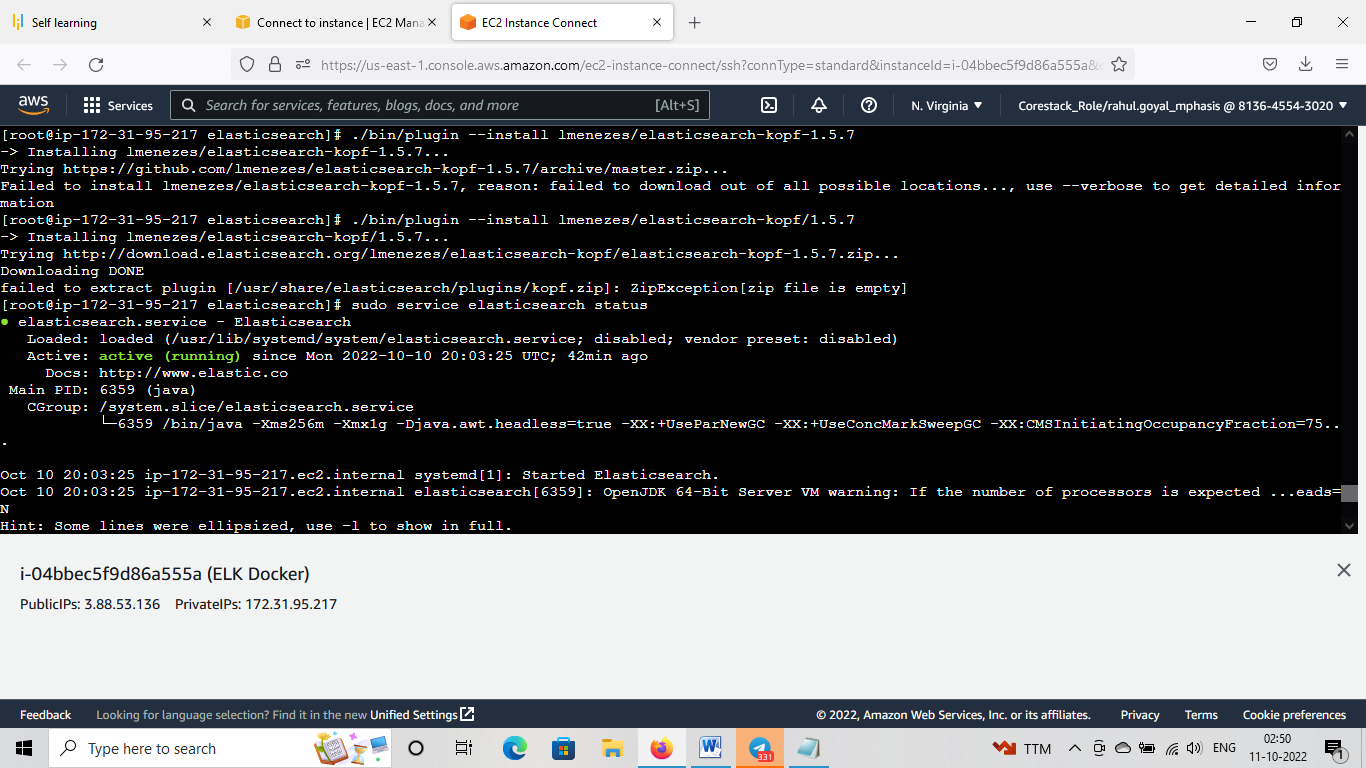 Self learning
Connect to instance | EC2 Mana
EC2 Instance Connect
https://us-east-1.console.aws.amazon.com/ec2-instance-connect/ssh?connType=standard&instanceId=i-04bbec5f9d86a555a&
aws
Services
Search for services, features, blogs, docs, and more
[Alt+S]
N. Virginia
Corestack_Role/rahul.goyal_mphasis @ 8136-4554-3020
[root@ip-172-31-95-217 elasticsearch]# ./bin/plugin --install lmenezes/elasticsearch-kopf-1.5.7
-> Installing lmenezes/elasticsearch-kopf-1.5.7...
Trying https://github.com/lmenezes/elasticsearch-kopf-1.5.7/archive/master.zip...
Failed to install lmenezes/elasticsearch-kopf-1.5.7, reason: failed to download out of all possible locations..., use --verbose to get detailed infor
mation
[root@ip-172-31-95-217 elasticsearch]# ./bin/plugin --install lmenezes/elasticsearch-kopf/1.5.7
-> Installing lmenezes/elasticsearch-kopf/1.5.7...
Trying http://download.elasticsearch.org/lmenezes/elasticsearch-kopf/elasticsearch-kopf-1.5.7.zip...
Downloading DONE
failed to extract plugin [/usr/share/elasticsearch/plugins/kopf.zip]: ZipException[zip file is empty]
[root@ip-172-31-95-217 elasticsearch]# sudo service elasticsearch status
● elasticsearch.service - Elasticsearch
Loaded: loaded (/usr/lib/systemd/system/elasticsearch.service; disabled; vendor preset: disabled)
Active: active (running) since Mon 2022-10-10 20:03:25 UTC; 42min ago
Docs: http://www.elastic.co
Main PID: 6359 (java)
CGroup: /system.slice/elasticsearch.service
└─6359 /bin/java -Xms256m -Xmx1g -Djava.awt.headless=true -XX:+UseParNewGC -XX:+UseConcMarkSweepGC -XX:CMSInitiatingOccupancyFraction=75..
.
Oct 10 20:03:25 ip-172-31-95-217.ec2.internal systemd[1]: Started Elasticsearch.
Oct 10 20:03:25 ip-172-31-95-217.ec2.internal elasticsearch[6359]: OpenJDK 64-Bit Server VM warning: If the number of processors is expected ...eads=
N
Hint: Some lines were ellipsized, use -l to show in full.
i-04bbec5f9d86a555a (ELK Docker)
PublicIPs: 3.88.53.136 PrivateIPs: 172.31.95.217
Feedback
Looking for language selection? Find it in the new Unified Settings
© 2022, Amazon Web Services, Inc. or its affiliates.
Privacy
Terms
Cookie preferences
Type here to search
331
TTM
ENG
02:50
11-10-2022
1